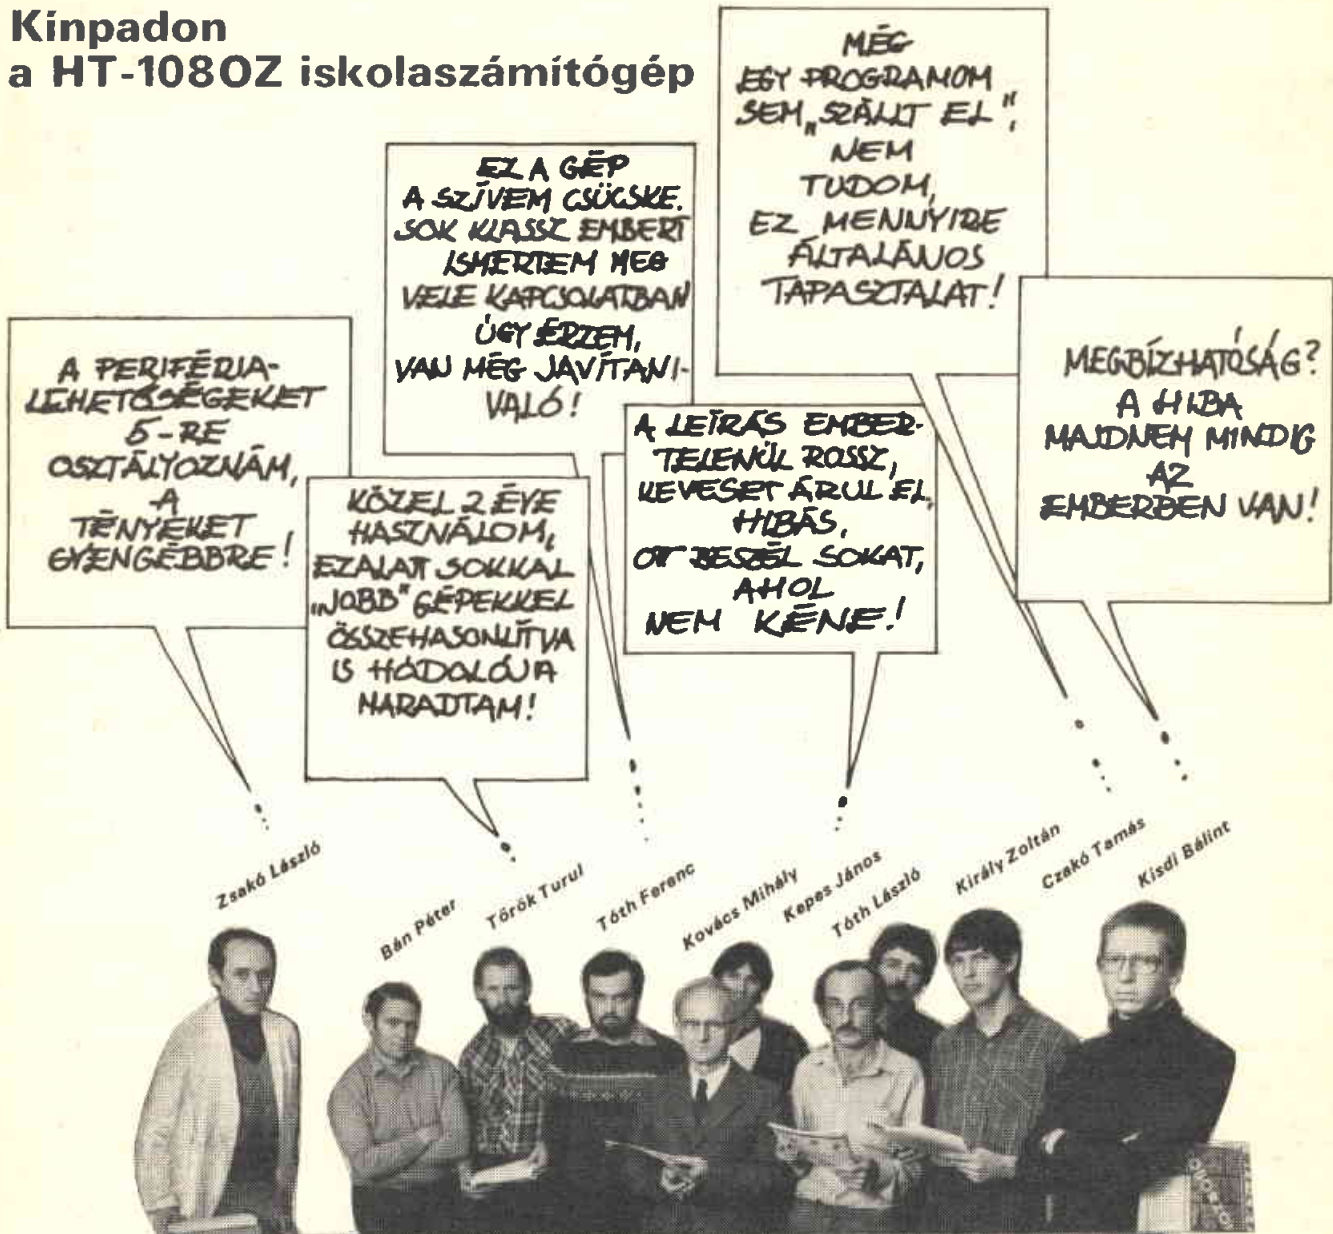 Kínpadon
a HT-1080Z iskolaszámítógép
A PERIFÉRIA-
LEHETŐSÉGEKET
5-RE
OSZTÁLYOZNÁM,
A
TÉNYEKET
GYENGÉBBRE!
KÖZEL 2 ÉVE
HASZNÁLOM,
EZALATT SOKKAL
„JOBB" GÉPEKKEL
ÖSSZEHASONLÍTVA
IS HÓDOLÓJA
MARADTAM!
EZ A GÉP
A SZÍVEM CSÜCSKE.
SOK KLASSZ EMBERT
ISMERTEM MEG
VELE KAPCSOLATBAN
ÚGY ÉRZEM,
VAN MÉG JAVÍTANI-
VALÓ!
A LEÍRÁS EMBER-
TELENÜL ROSSZ,
KEVESET ÁRUL EL,
HIBÁS,
OTT BESZÉL SOKAT,
AHOL
NEM KÉNE!
MÉG
EGY PROGRAMOM
SEM „SZÁLLT EL",
NEM
TUDOM,
EZ MENNYIRE
ÁLTALÁNOS
TAPASZTALAT!
MEGBÍZHATÓSÁG?
A HIBA
MAJDNEM MINDIG
AZ
EMBERBEN VAN!
Zsakó László
Bán Péter
Török Turul
Tóth Ferenc
Kovács Mihály
Kepes János
Tóth László
Király Zoltán
Czakó Tamás
Kisdi Bálint